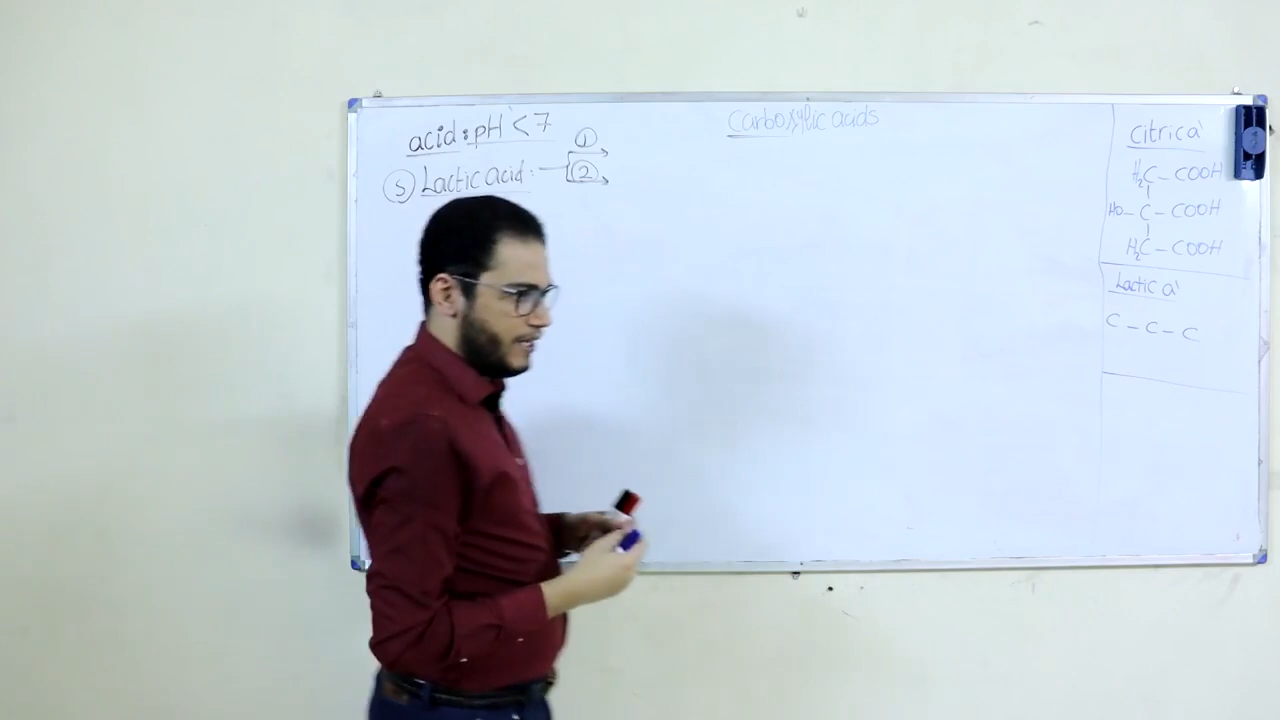 Carboxylic acids
acid: pH < 7
5 Lactic acid:
1
2
Citric a'
H₂C – COOH
HO – C – COOH
H₂C – COOH
Lactic a'
C – C – C